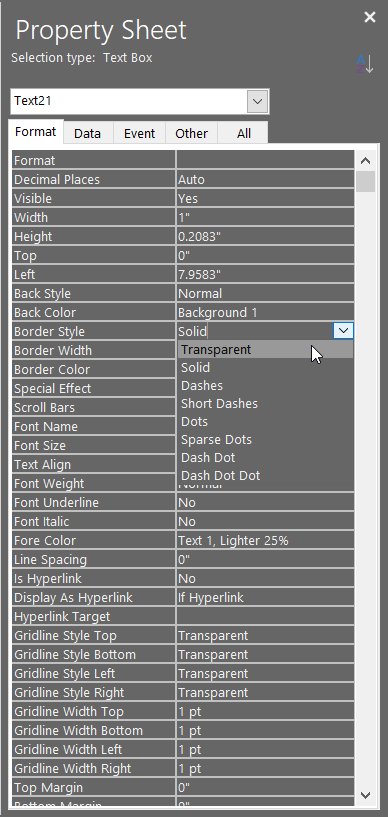 Property Sheet
Selection type: Text Box
A
Z
Text21
Format Data Event Other All
Format
Decimal Places Auto
Visible Yes
Width 1"
Height 0.2083"
Top 0"
Left 7.9583"
Back Style Normal
Back Color Background 1
Border Style Solid
Border Width Transparent
Border Color Solid
Special Effect Dashes
Scroll Bars Short Dashes
Font Name Dots
Font Size Sparse Dots
Text Align Dash Dot
Font Weight Dash Dot Dot
Normal
Font Underline No
Font Italic No
Fore Color Text 1, Lighter 25%
Line Spacing 0"
Is Hyperlink No
Display As Hyperlink If Hyperlink
Hyperlink Target
Gridline Style Top Transparent
Gridline Style Bottom Transparent
Gridline Style Left Transparent
Gridline Style Right Transparent
Gridline Width Top 1 pt
Gridline Width Bottom 1 pt
Gridline Width Left 1 pt
Gridline Width Right 1 pt
Top Margin 0"
Bottom Margin 0"